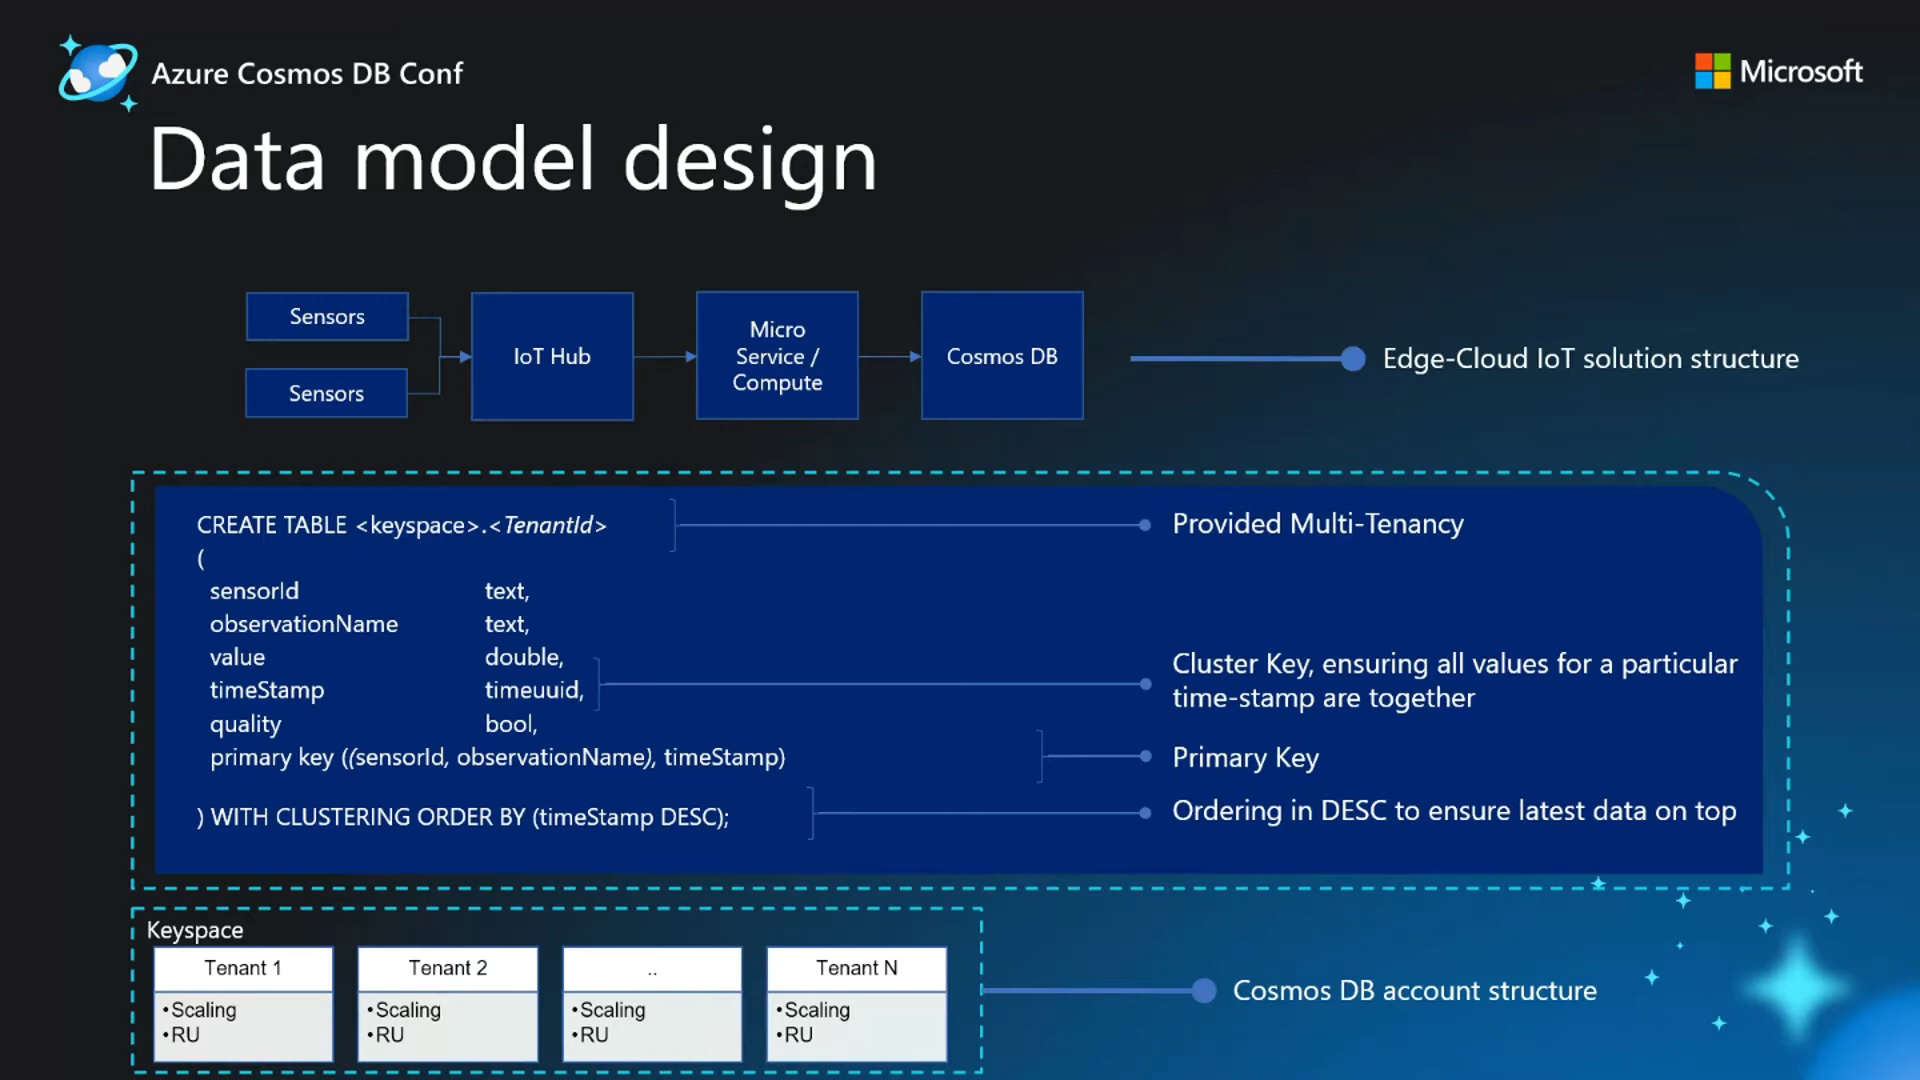 Azure Cosmos DB Conf
Microsoft
Data model design
Sensors
Sensors
IoT Hub
Micro
Service /
Compute
Cosmos DB
Edge-Cloud IoT solution structure
CREATE TABLE <keyspace>.<TenantId>
Provided Multi-Tenancy
(
sensorId text,
observationName text,
value double,
timeStamp timeuuid,
Cluster Key, ensuring all values for a particular
time-stamp are together
quality bool,
primary key ((sensorId, observationName), timeStamp)
Primary Key
) WITH CLUSTERING ORDER BY (timeStamp DESC);
Ordering in DESC to ensure latest data on top
Keyspace
Tenant 1
•Scaling
•RU
Tenant 2
•Scaling
•RU
..
•Scaling
•RU
Tenant N
•Scaling
•RU
Cosmos DB account structure